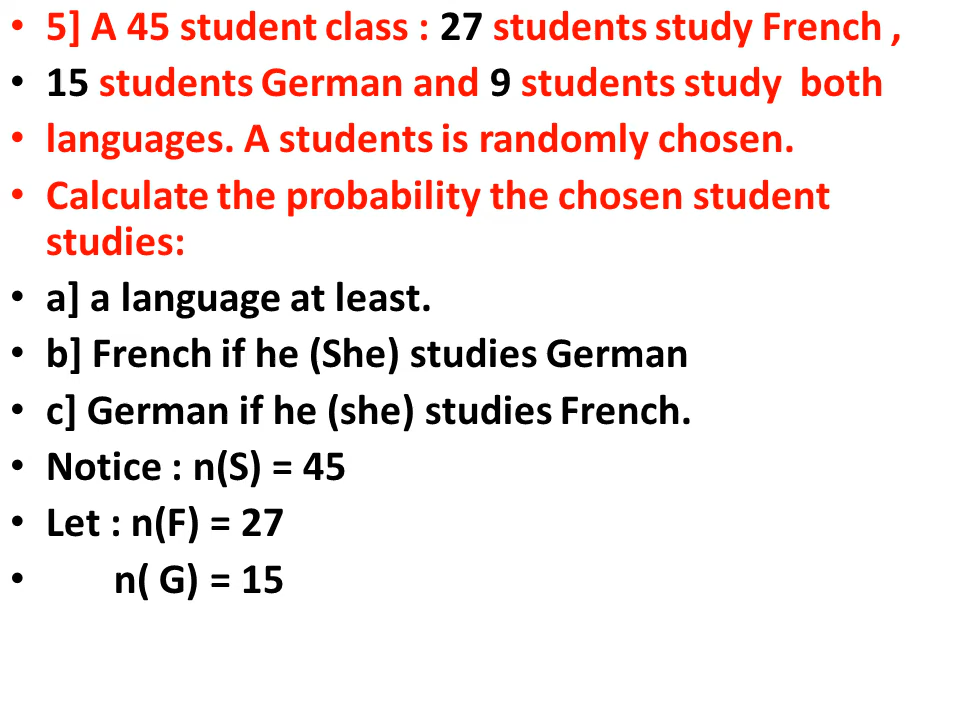 • 5] A 45 student class : 27 students study French ,
• 15 students German and 9 students study both
• languages. A students is randomly chosen.
• Calculate the probability the chosen student
studies:
• a] a language at least.
• b] French if he (She) studies German
• c] German if he (she) studies French.
• Notice : n(S) = 45
• Let : n(F) = 27
• n( G) = 15